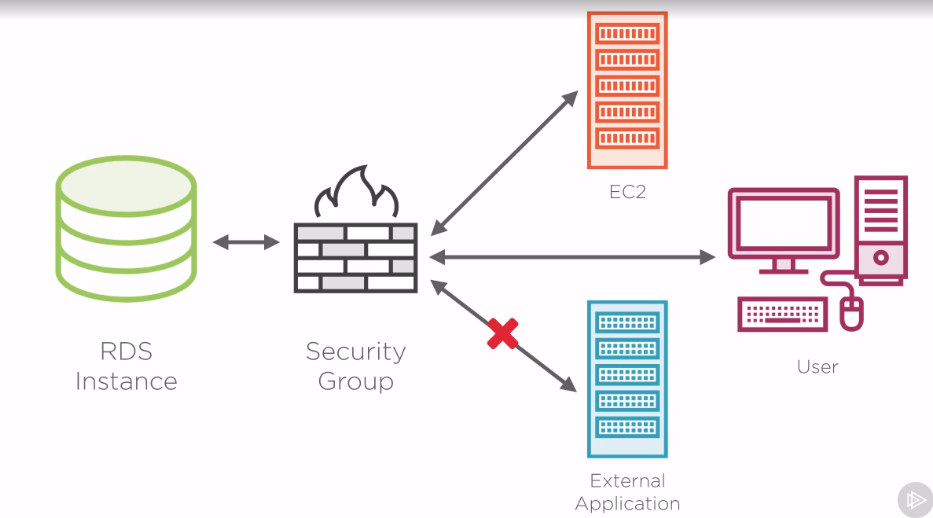 EC2
RDS
Instance
Security
Group
User
External
Application